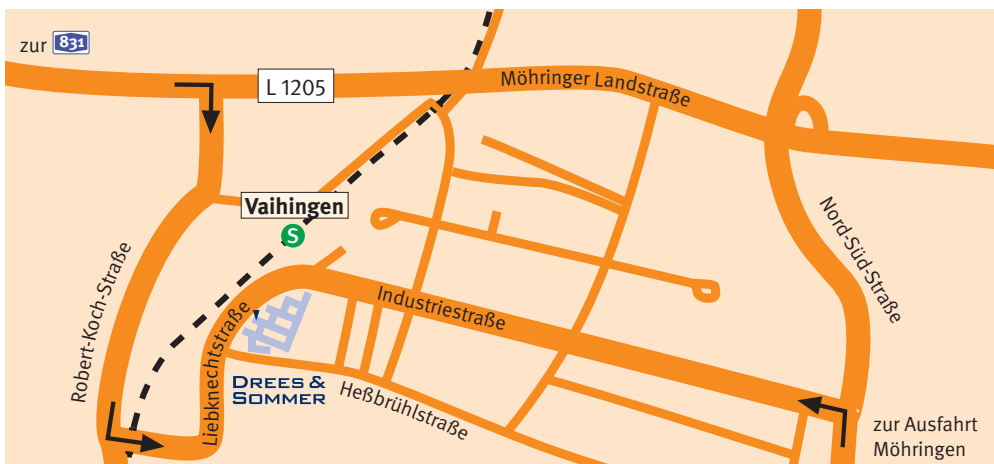 zur 831
L 1205
Möhringer Landstraße
Vaihingen
S
Robert-Koch-Straße
Nord-Süd-Straße
Industriestraße
Liebknechtstraße
DREES &
SOMMER
Heßbrühlstraße
zur Ausfahrt
Möhringen